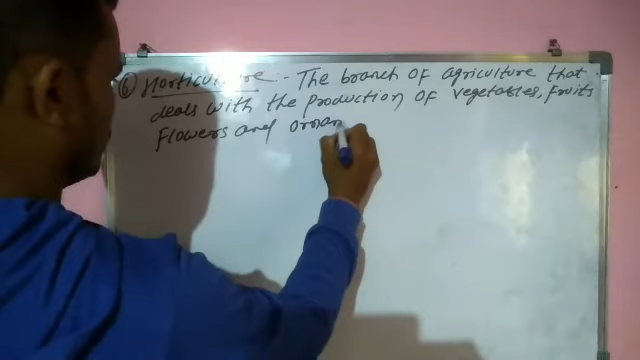 ⑥ Horticulture - The branch of agriculture that
deals with the production of vegetables, fruits
flowers and ornam